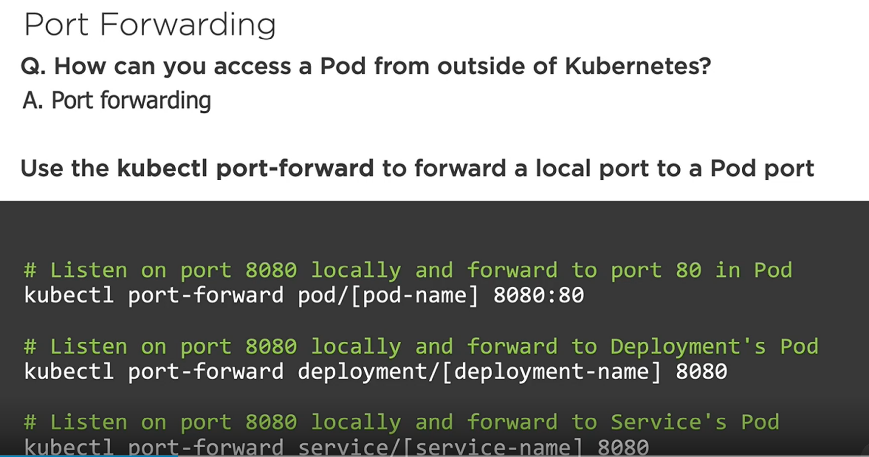 Port Forwarding
Q. How can you access a Pod from outside of Kubernetes?
A. Port forwarding
Use the kubectl port-forward to forward a local port to a Pod port
# Listen on port 8080 locally and forward to port 80 in Pod
kubectl port-forward pod/[pod-name] 8080:80
# Listen on port 8080 locally and forward to Deployment's Pod
kubectl port-forward deployment/[deployment-name] 8080
# Listen on port 8080 locally and forward to Service's Pod
kubectl port-forward service/[service-name] 8080